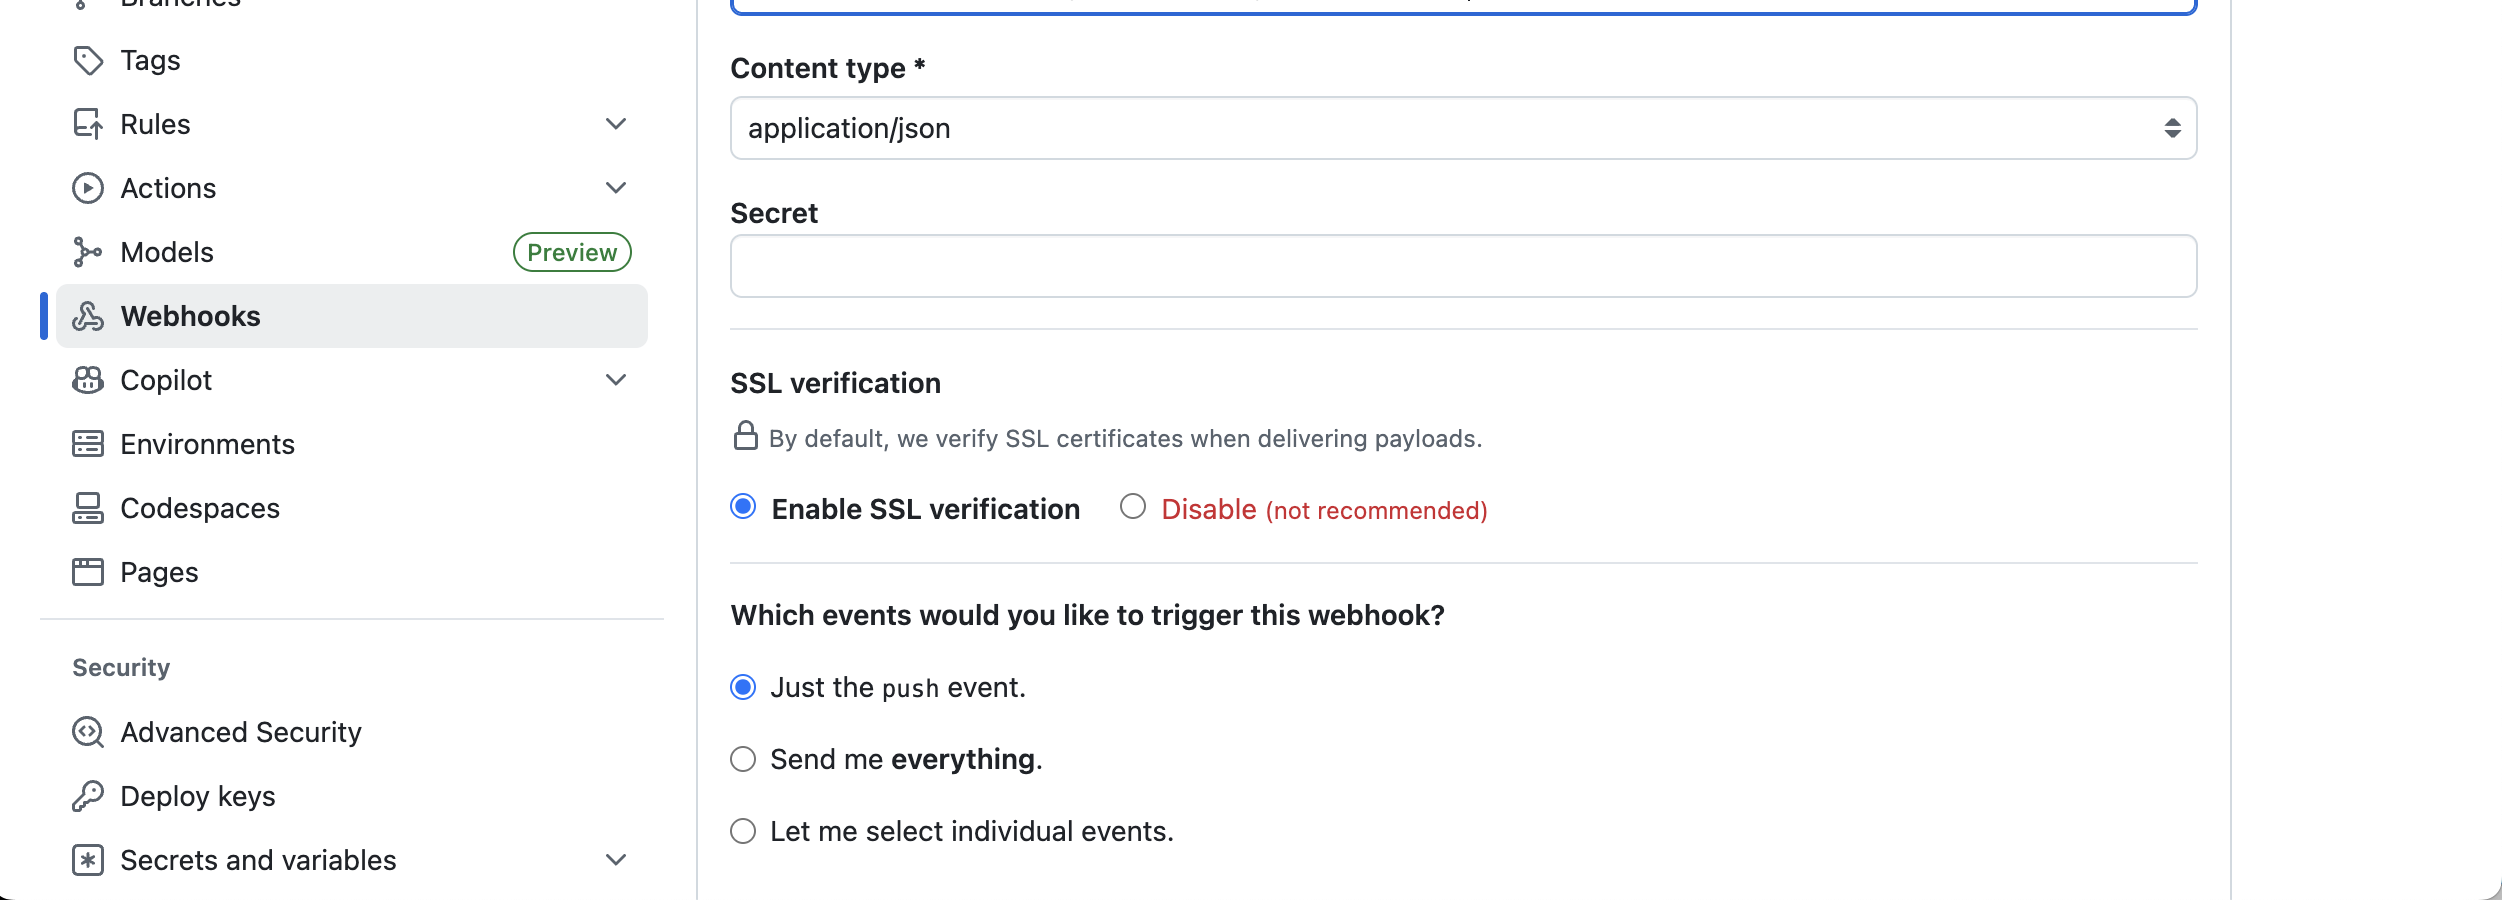 Branches
Tags
Rules
Actions
Models
Preview
Webhooks
Copilot
Environments
Codespaces
Pages
Security
Advanced Security
Deploy keys
Secrets and variables
Content type *
application/json
Secret
SSL verification
By default, we verify SSL certificates when delivering payloads.
Enable SSL verification
Disable (not recommended)
Which events would you like to trigger this webhook?
Just the push event.
Send me everything.
Let me select individual events.